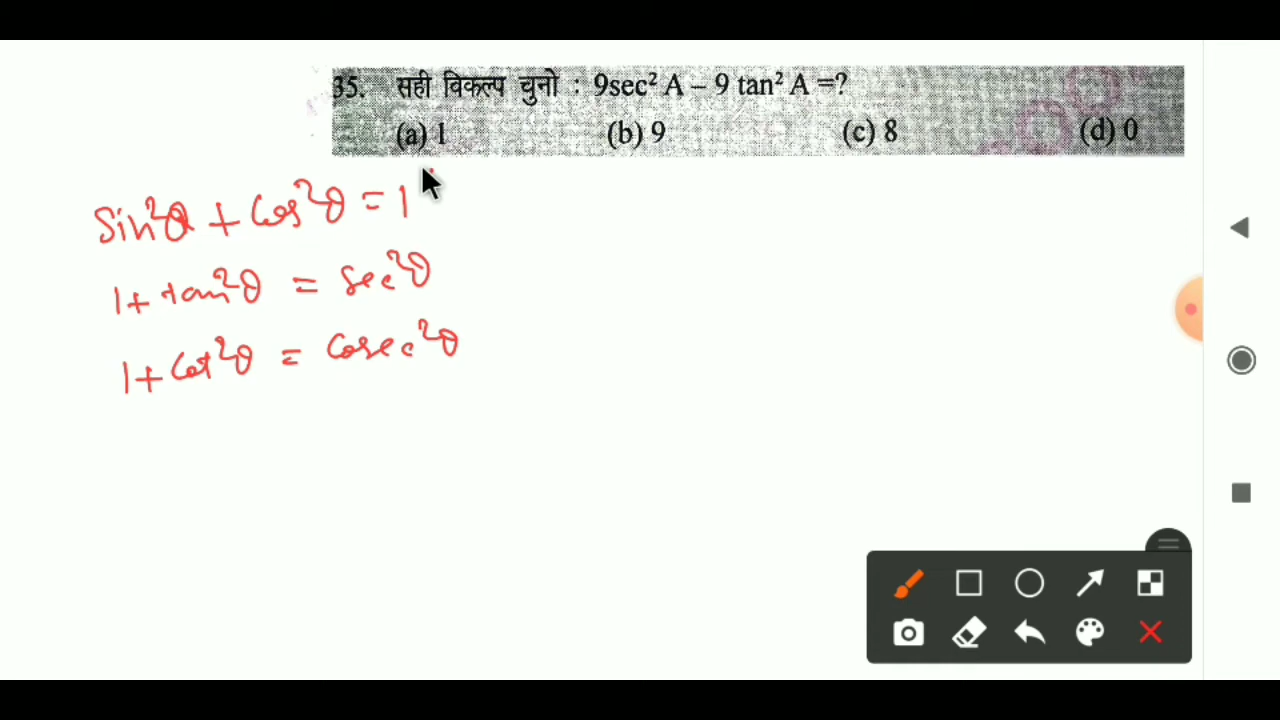 35. सही विकल्प चुनो : 9sec² A – 9 tan² A =?
(a) 1 (b) 9 (c) 8 (d) 0
Sin²θ + Cos²θ = 1
1 + tan²θ = Sec²θ
1 + Cot²θ = Cosec²θ